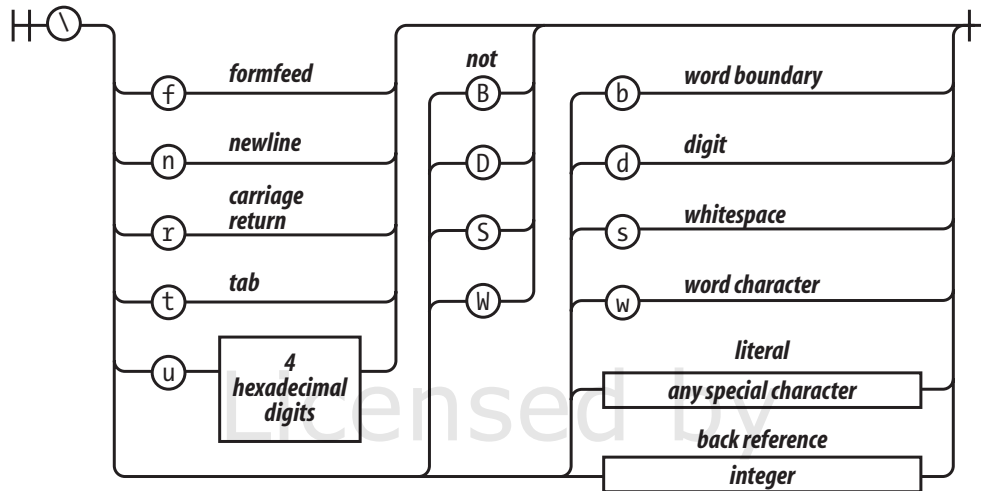 \
not
formfeed
word boundary
f
B
b
newline
digit
n
D
d
carriage
return
whitespace
r
S
s
tab
word character
t
W
w
literal
u
4
hexadecimal
digits
any special character
Licensed by
back reference
integer